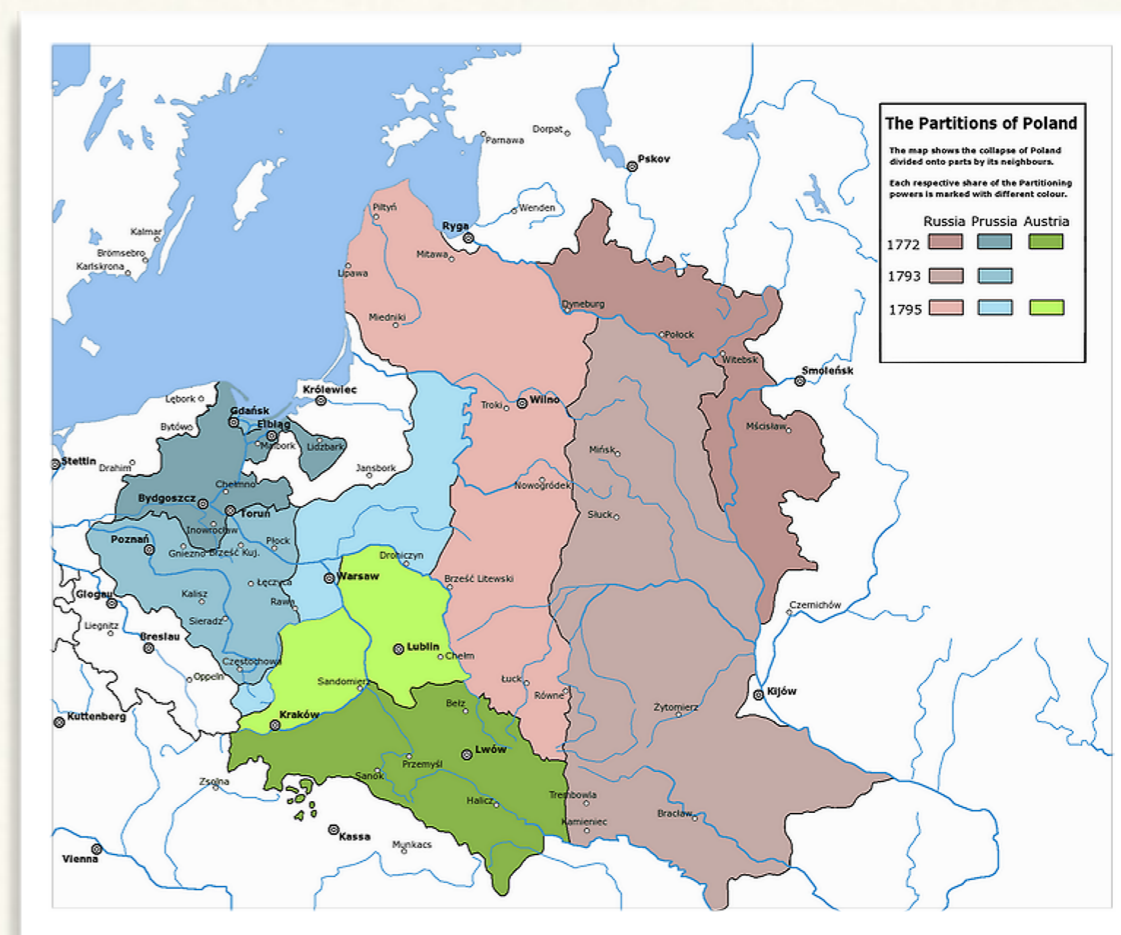 The Partitions of Poland
The map shows the collapse of Poland
divided onto parts by its neighbours.
Each respective share of the Partitioning
powers is marked with different colour.
Russia Prussia Austria
1772
1793
1795
Dorpat
Parnawa
Pskov
Piltyń
Wenden
Kalmar
Ryga
Brömsebro
Mitawa
Karlskrona
Lipawa
Dyneburg
Miedniki
Połock
Witebsk
Smoleńsk
Królewiec
Lębork
Troki
Wilno
Gdańsk
Elbląg
Bytów
Mścisław
Malbork
Lidzbark
Mińsk
Stettin
Drahim
Jansbork
Chełmno
Nowogródek
Bydgoszcz
Toruń
Słuck
Inowrocław
Poznań
Płock
Gniezno
Brześć Kuj.
Drohiczyn
Warsaw
Brześć Litewski
Łęczyca
Glogau
Kalisz
Rawa
Czernichów
Sieradz
Liegnitz
Breslau
Lublin
Chełm
Częstochowa
Oppeln
Sandomierz
Łuck
Równe
Kijów
Bełz
Żytomierz
Kuttenberg
Kraków
Lwów
Przemyśl
Sanok
Zsolna
Trembowla
Halicz
Bracław
Kamieniec
Kassa
Munkacs
Vienna